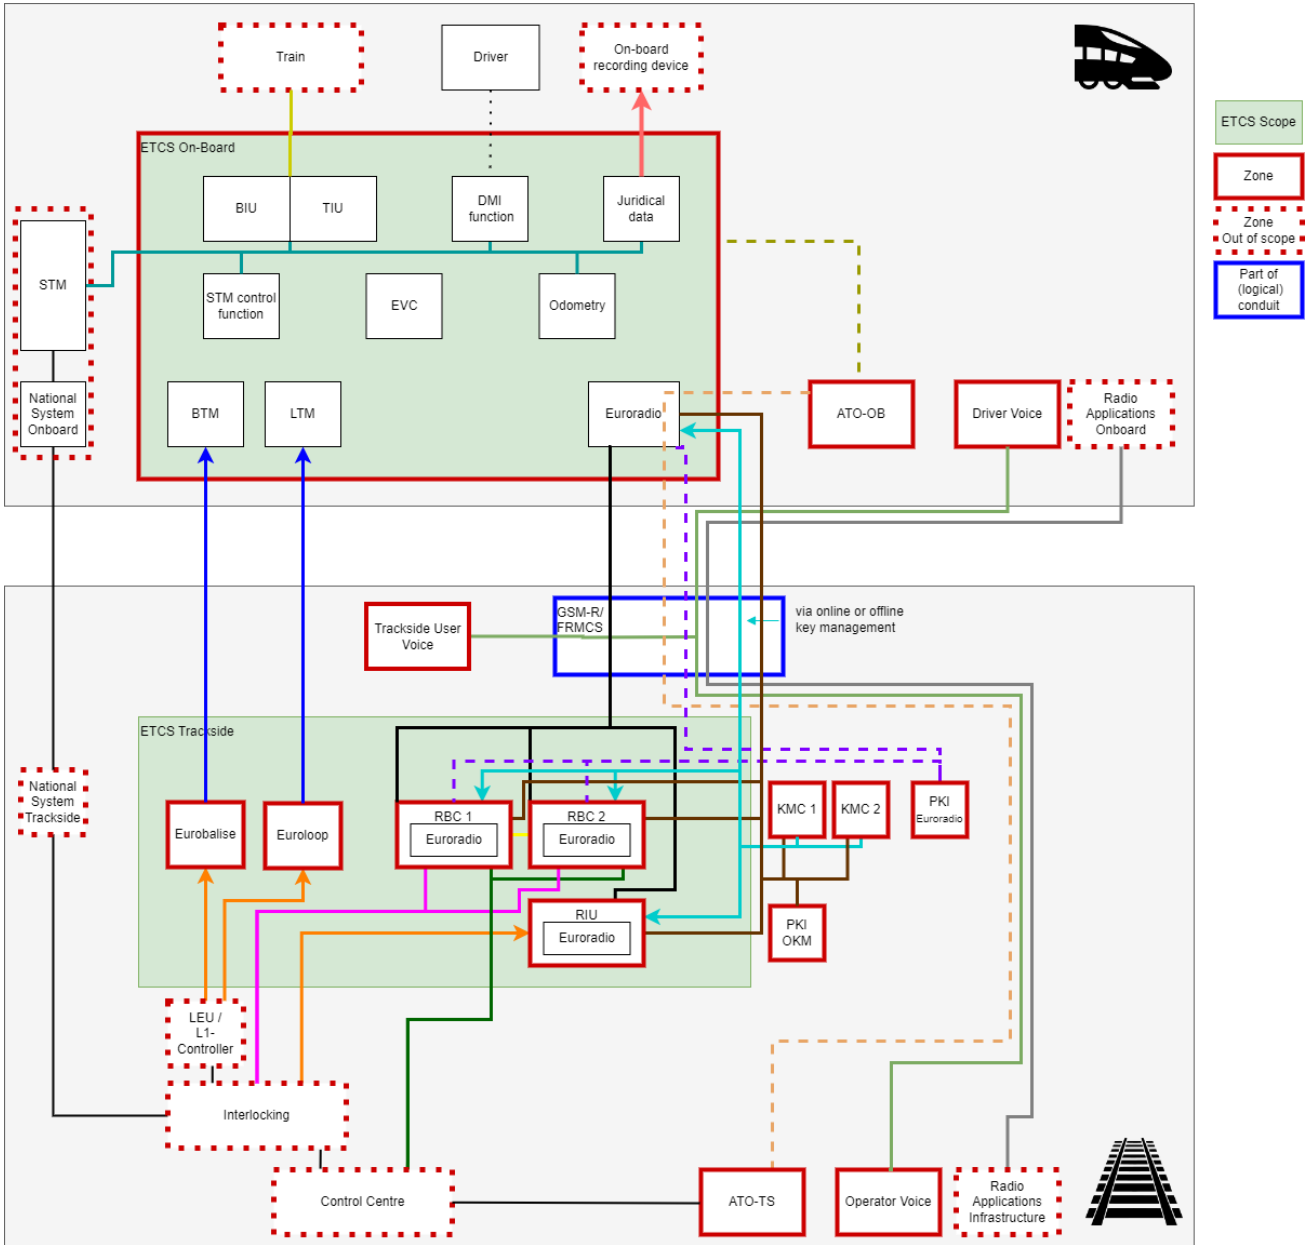 Train
Driver
On-board
recording device
ETCS Scope
Zone
Zone
Out of scope
Part of
(logical)
conduit
ETCS On-Board
BIU
TIU
DMI
function
Juridical
data
STM
STM control
function
EVC
Odometry
National
System
Onboard
BTM
LTM
Euroradio
ATO-OB
Driver Voice
Radio
Applications
Onboard
Trackside User
Voice
GSM-R/
FRMCS
via online or offline
key management
ETCS Trackside
National
System
Trackside
Eurobalise
Euroloop
RBC 1
Euroradio
RBC 2
Euroradio
KMC 1
KMC 2
PKI
Euroradio
RIU
Euroradio
PKI
OKM
LEU /
L1-
Controller
Interlocking
Control Centre
ATO-TS
Operator Voice
Radio
Applications
Infrastructure